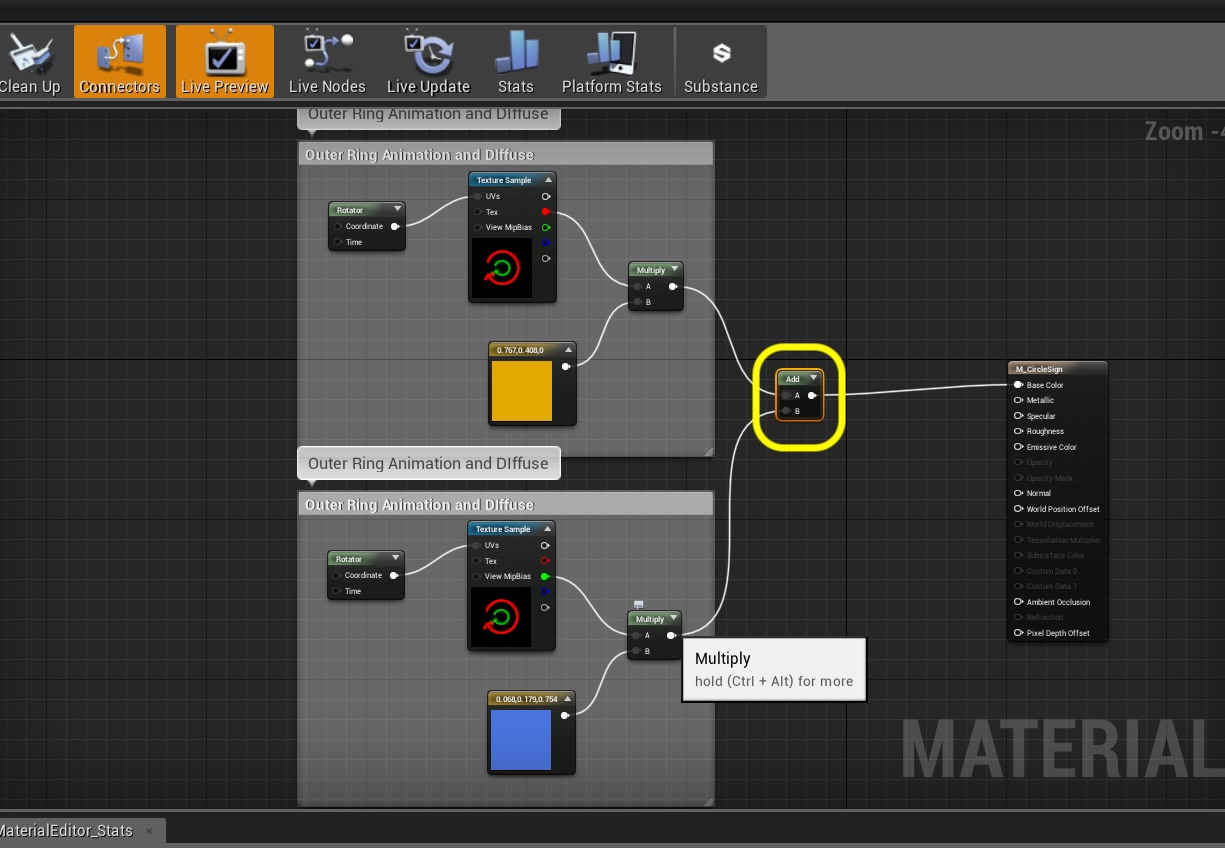 Clean Up
Connectors
Live Preview
Live Nodes
Live Update
Stats
Platform Stats
Substance
Outer Ring Animation and DIffuse
Zoom -4
Outer Ring Animation and DIffuse
Texture Sample
UVs
Tex
View MipBias
Rotator
Coordinate
Time
Multiply
A
B
0.767,0.408,0
Add
A
B
M_CircleSign
Base Color
Metallic
Specular
Roughness
Emissive Color
Opacity
Opacity Mask
Normal
World Position Offset
World Displacement
Tessellation Multiplier
Subsurface Color
Custom Data 0
Custom Data 1
Ambient Occlusion
Refraction
Pixel Depth Offset
Outer Ring Animation and DIffuse
Outer Ring Animation and DIffuse
Texture Sample
UVs
Tex
View MipBias
Rotator
Coordinate
Time
Multiply
A
B
Multiply
hold (Ctrl + Alt) for more
0.068,0.179,0.754
MATERIAL
MaterialEditor_Stats